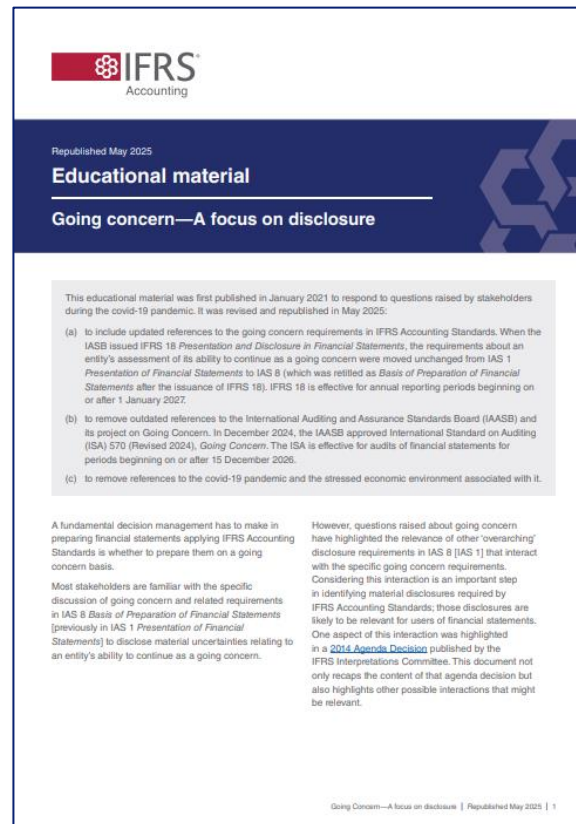 IFRS®
Accounting
Republished May 2025
Educational material
Going concern—A focus on disclosure
This educational material was first published in January 2021 to respond to questions raised by stakeholders
during the covid-19 pandemic. It was revised and republished in May 2025:
(a) to include updated references to the going concern requirements in IFRS Accounting Standards. When the
IASB issued IFRS 18 Presentation and Disclosure in Financial Statements, the requirements about an
entity's assessment of its ability to continue as a going concern were moved unchanged from IAS 1
Presentation of Financial Statements to IAS 8 (which was retitled as Basis of Preparation of Financial
Statements after the issuance of IFRS 18). IFRS 18 is effective for annual reporting periods beginning on
or after 1 January 2027.
(b) to remove outdated references to the International Auditing and Assurance Standards Board (IAASB) and
its project on Going Concern. In December 2024, the IAASB approved International Standard on Auditing
(ISA) 570 (Revised 2024), Going Concern. The ISA is effective for audits of financial statements for
periods beginning on or after 15 December 2026.
(c) to remove references to the covid-19 pandemic and the stressed economic environment associated with it.
A fundamental decision management has to make in
preparing financial statements applying IFRS Accounting
Standards is whether to prepare them on a going
concern basis.
Most stakeholders are familiar with the specific
discussion of going concern and related requirements
in IAS 8 Basis of Preparation of Financial Statements
[previously in IAS 1 Presentation of Financial
Statements] to disclose material uncertainties relating to
an entity's ability to continue as a going concern.
However, questions raised about going concern
have highlighted the relevance of other 'overarching'
disclosure requirements in IAS 8 [IAS 1] that interact
with the specific going concern requirements.
Considering this interaction is an important step
in identifying material disclosures required by
IFRS Accounting Standards; those disclosures are
likely to be relevant for users of financial statements.
One aspect of this interaction was highlighted
in a 2014 Agenda Decision published by the
IFRS Interpretations Committee. This document not
only recaps the content of that agenda decision but
also highlights other possible interactions that might
be relevant.
Going Concern—A focus on disclosure | Republished May 2025 | 1